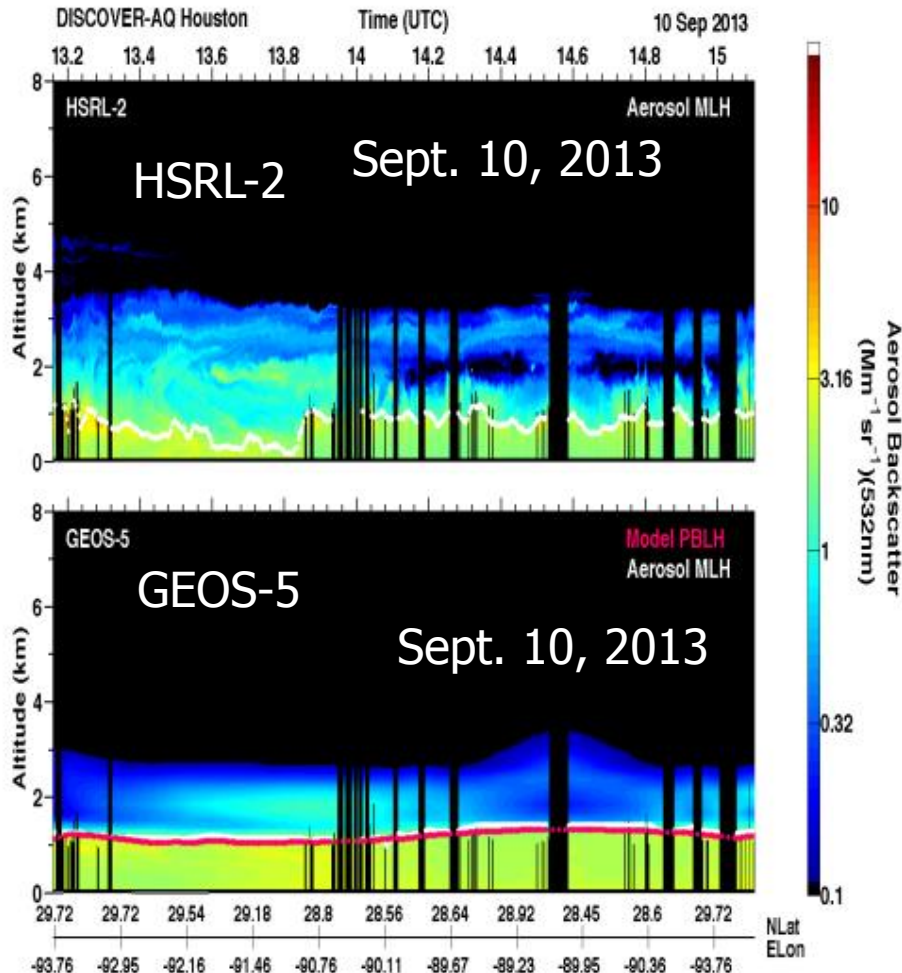 DISCOVER-AQ Houston Time (UTC) 10 Sep 2013
13.2 13.4 13.6 13.8 14 14.2 14.4 14.6 14.8 15
8
6
4
2
0
Altitude (km)
HSRL-2 Aerosol MLH
HSRL-2 Sept. 10, 2013
8
6
4
2
0
Altitude (km)
GEOS-5 Model PBLH
Aerosol MLH
GEOS-5
Sept. 10, 2013
29.72 29.72 29.54 29.18 28.8 28.56 28.64 28.92 28.45 28.6 29.72 NLat
-93.76 -92.95 -92.16 -91.46 -90.76 -90.11 -89.67 -89.23 -89.95 -90.36 -93.76 ELon
10
3.16
1
0.32
0.1
Aerosol Backscatter
(Mm⁻¹ sr⁻¹)(532nm)